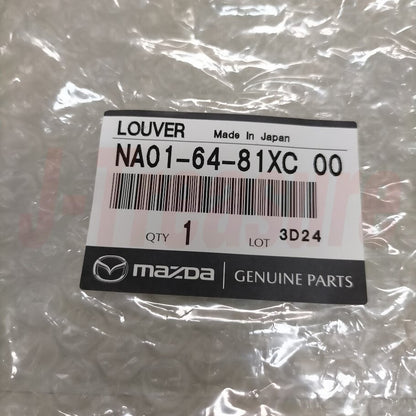 LOUVER Made In Japan
NA01-64-81XC 00
QTY 1 LOT 3D24
mazda GENUINE PARTS